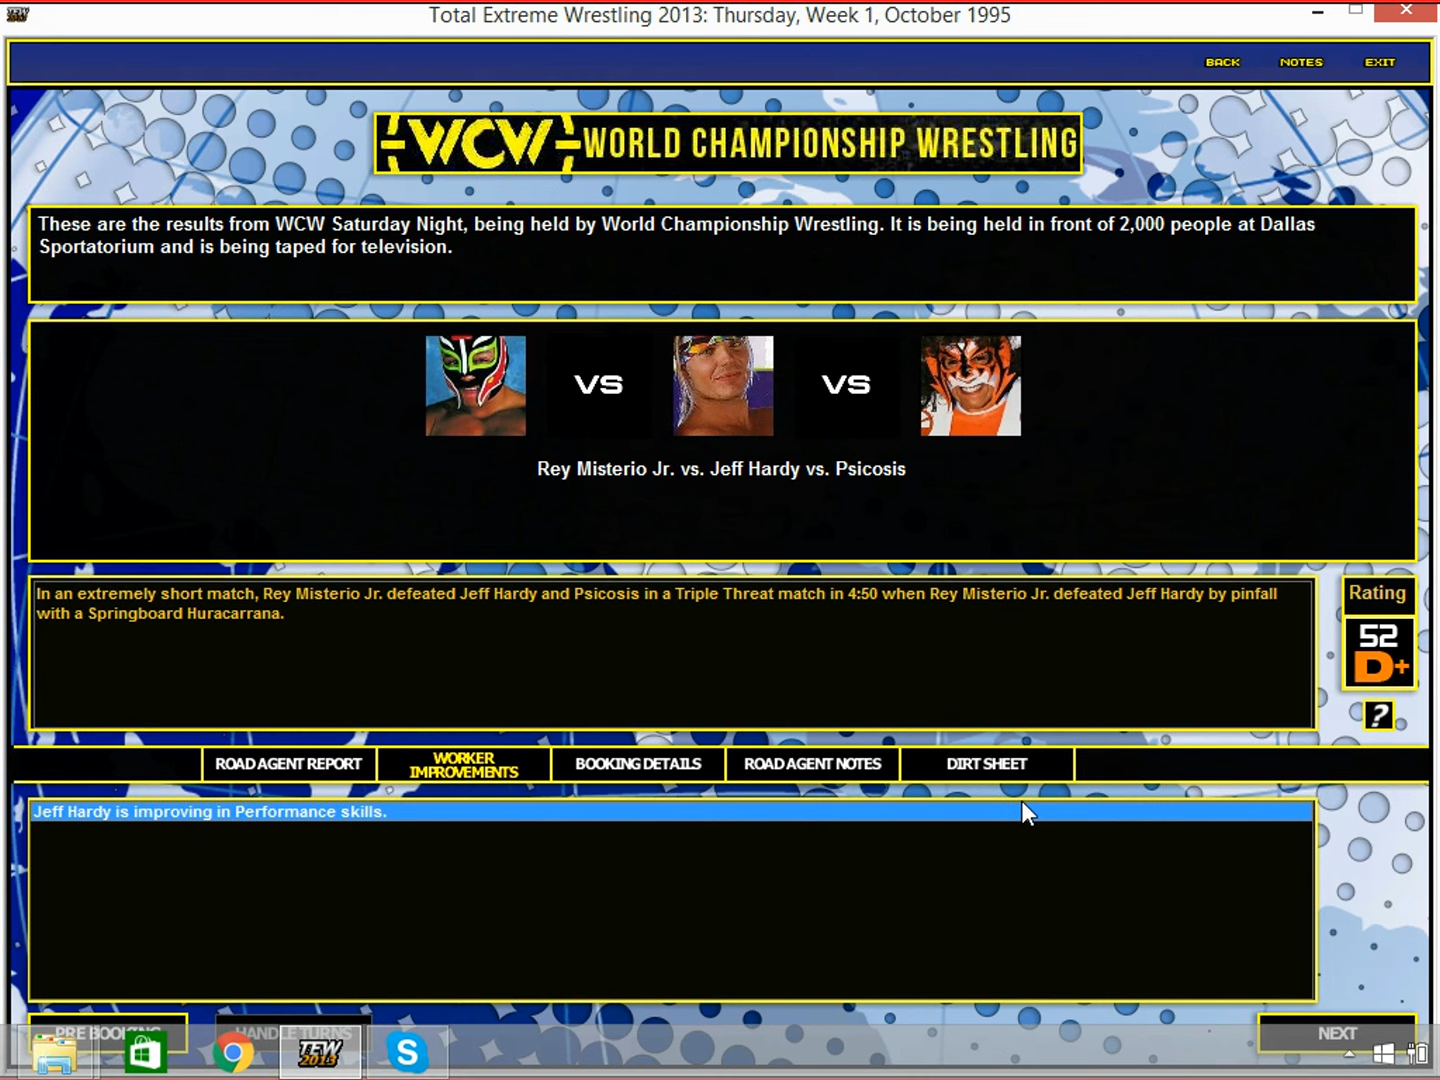 Total Extreme Wrestling 2013: Thursday, Week 1, October 1995
BACK NOTES EXIT
WCW WORLD CHAMPIONSHIP WRESTLING
These are the results from WCW Saturday Night, being held by World Championship Wrestling. It is being held in front of 2,000 people at Dallas
Sportatorium and is being taped for television.
VS VS
Rey Misterio Jr. vs. Jeff Hardy vs. Psicosis
In an extremely short match, Rey Misterio Jr. defeated Jeff Hardy and Psicosis in a Triple Threat match in 4:50 when Rey Misterio Jr. defeated Jeff Hardy by pinfall
with a Springboard Huracarrana.
Rating
52
D+
?
ROAD AGENT REPORT
WORKER
IMPROVEMENTS
BOOKING DETAILS
ROAD AGENT NOTES
DIRT SHEET
Jeff Hardy is improving in Performance skills.
PRE BOOKING
HANDLE TURNS
NEXT
TEW
2013
S